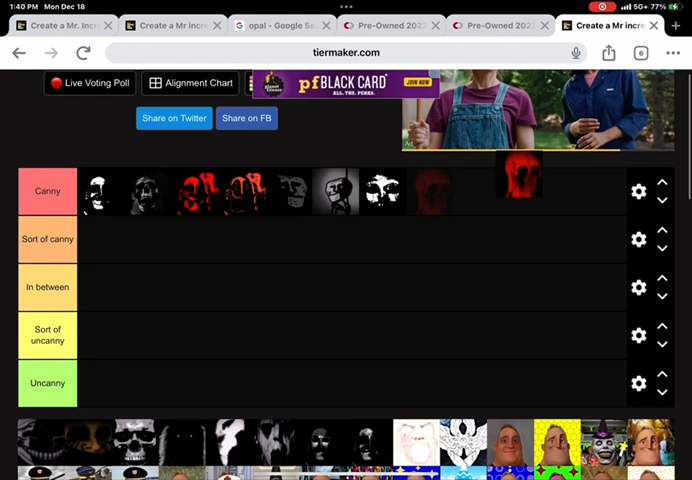 1:40 PM Mon Dec 18
5G+ 77%
Create a Mr. Incre
Create a Mr incre
opal - Google Se
Pre-Owned 2022
Pre-Owned 2022
Create a Mr incre
tiermaker.com
6
Live Voting Poll
Alignment Chart
planet fitness
pf BLACK CARD
ALL. THE. PERKS.
JOIN NOW
Share on Twitter
Share on FB
Canny
Sort of canny
In between
Sort of
uncanny
Uncanny